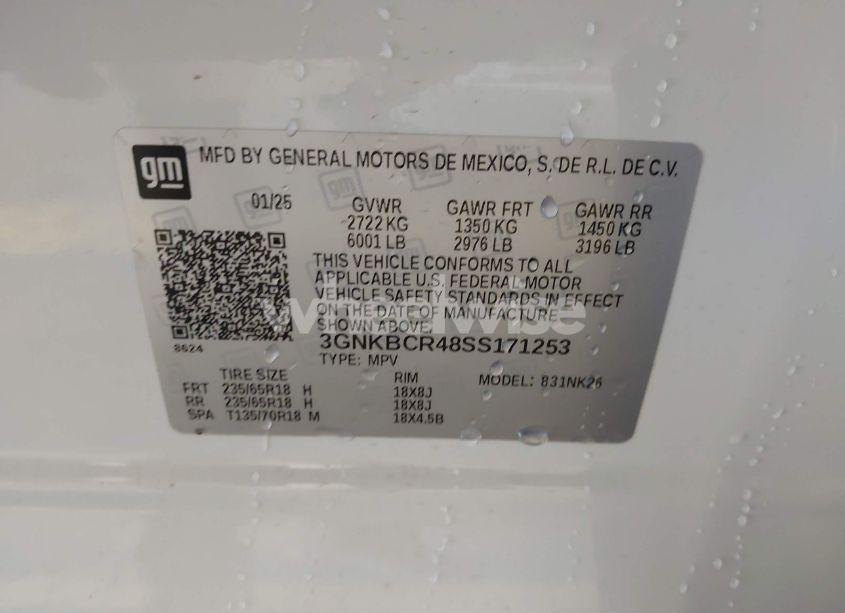 gm MFD BY GENERAL MOTORS DE MEXICO, S. DE R.L. DE C.V.
01/25 GVWR GAWR FRT GAWR RR
2722 KG 1350 KG 1450 KG
6001 LB 2976 LB 3196 LB
THIS VEHICLE CONFORMS TO ALL
APPLICABLE U.S. FEDERAL MOTOR
VEHICLE SAFETY STANDARDS IN EFFECT
ON THE DATE OF MANUFACTURE
SHOWN ABOVE.
wheelwise
8624 3GNKBCR48SS171253
TYPE: MPV
TIRE SIZE RIM MODEL: 831NK26
FRT 235/65R18 H 18X8J
RR 235/65R18 H 18X8J
SPA T135/70R18 M 18X4.5B